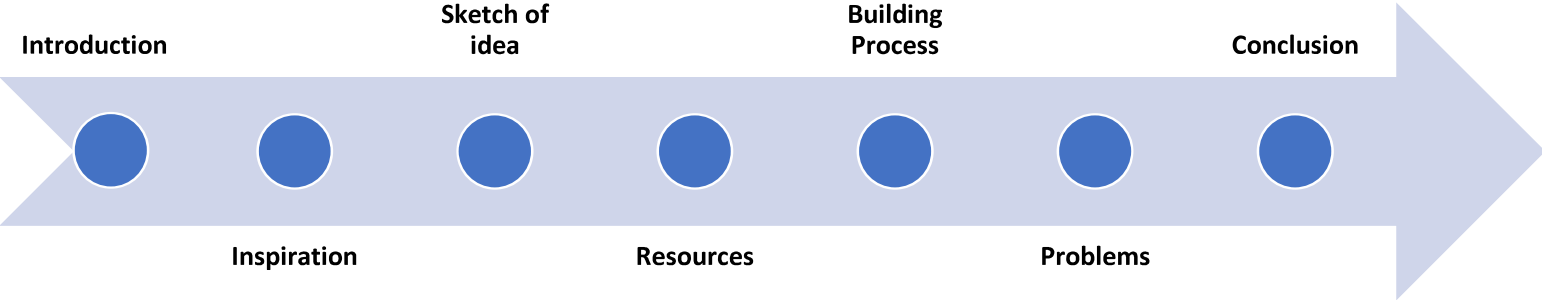 Introduction
Inspiration
Sketch of
idea
Resources
Building
Process
Problems
Conclusion